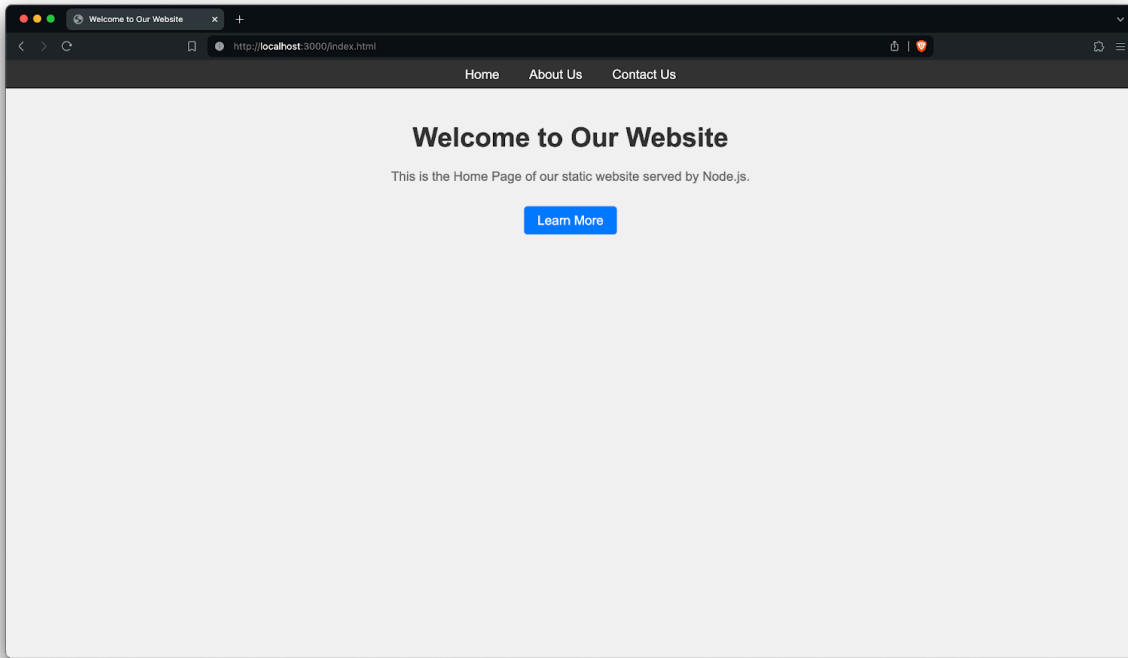 Welcome to Our Website
http://localhost:3000/index.html
Home About Us Contact Us
Welcome to Our Website
This is the Home Page of our static website served by Node.js.
Learn More